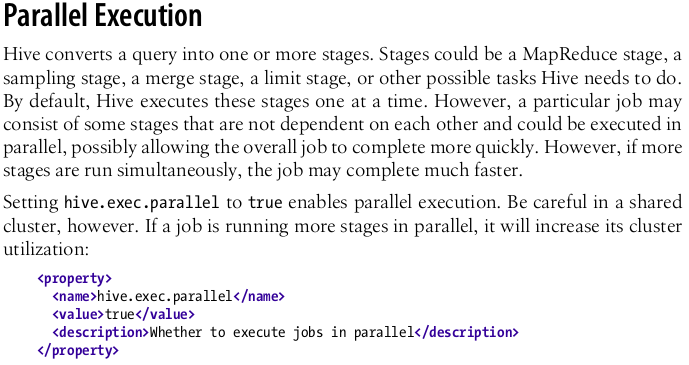 Parallel Execution
Hive converts a query into one or more stages. Stages could be a MapReduce stage, a
sampling stage, a merge stage, a limit stage, or other possible tasks Hive needs to do.
By default, Hive executes these stages one at a time. However, a particular job may
consist of some stages that are not dependent on each other and could be executed in
parallel, possibly allowing the overall job to complete more quickly. However, if more
stages are run simultaneously, the job may complete much faster.
Setting hive.exec.parallel to true enables parallel execution. Be careful in a shared
cluster, however. If a job is running more stages in parallel, it will increase its cluster
utilization:
<property>
  <name>hive.exec.parallel</name>
  <value>true</value>
  <description>Whether to execute jobs in parallel</description>
</property>